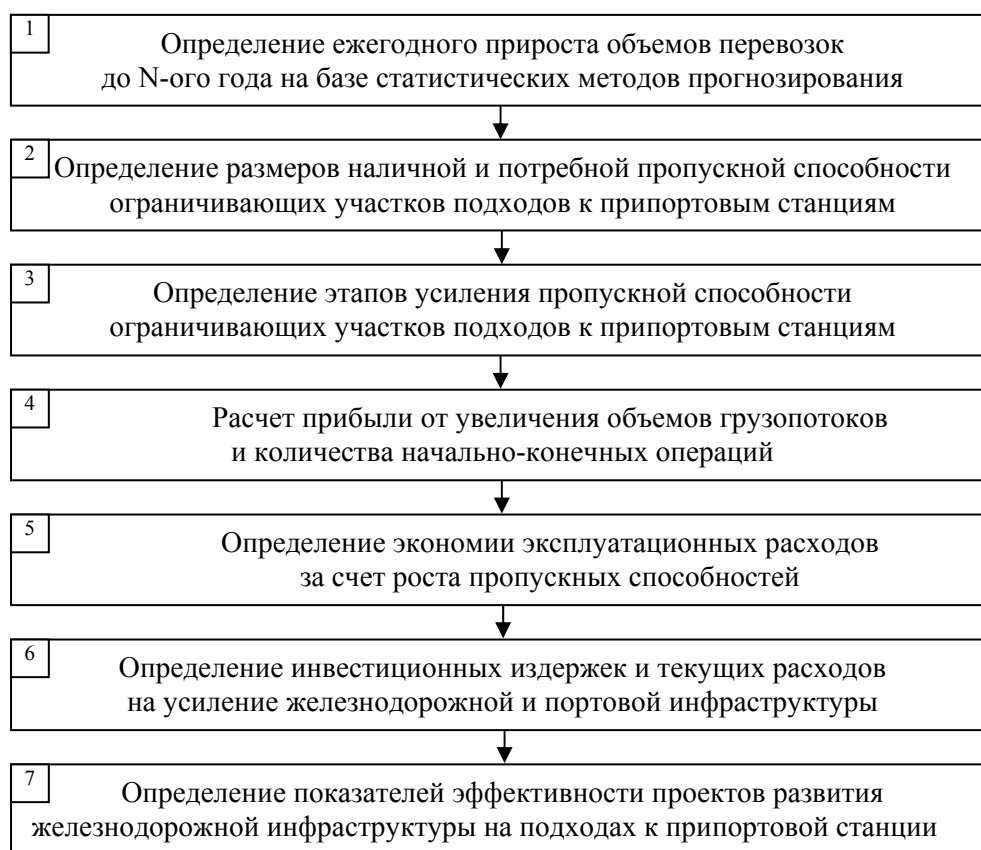 1
Определение ежегодного прироста объемов перевозок
до N-ого года на базе статистических методов прогнозирования
2
Определение размеров наличной и потребной пропускной способности
ограничивающих участков подходов к припортовым станциям
3
Определение этапов усиления пропускной способности
ограничивающих участков подходов к припортовым станциям
4
Расчет прибыли от увеличения объемов грузопотоков
и количества начально-конечных операций
5
Определение экономии эксплуатационных расходов
за счет роста пропускных способностей
6
Определение инвестиционных издержек и текущих расходов
на усиление железнодорожной и портовой инфраструктуры
7
Определение показателей эффективности проектов развития
железнодорожной инфраструктуры на подходах к припортовой станции